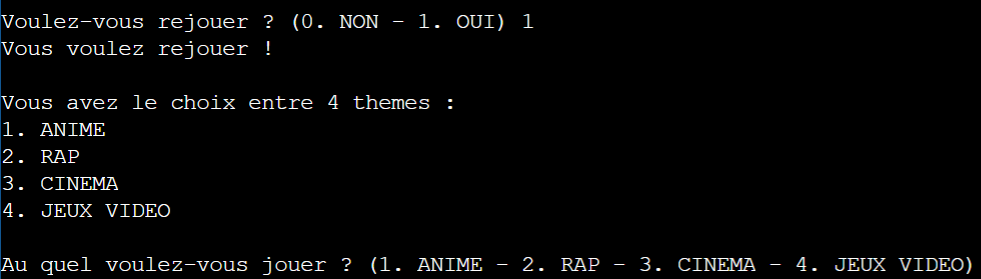 Voulez-vous rejouer ? (0. NON - 1. OUI) 1
Vous voulez rejouer !
Vous avez le choix entre 4 themes :
1. ANIME
2. RAP
3. CINEMA
4. JEUX VIDEO
Au quel voulez-vous jouer ? (1. ANIME - 2. RAP - 3. CINEMA - 4. JEUX VIDEO)